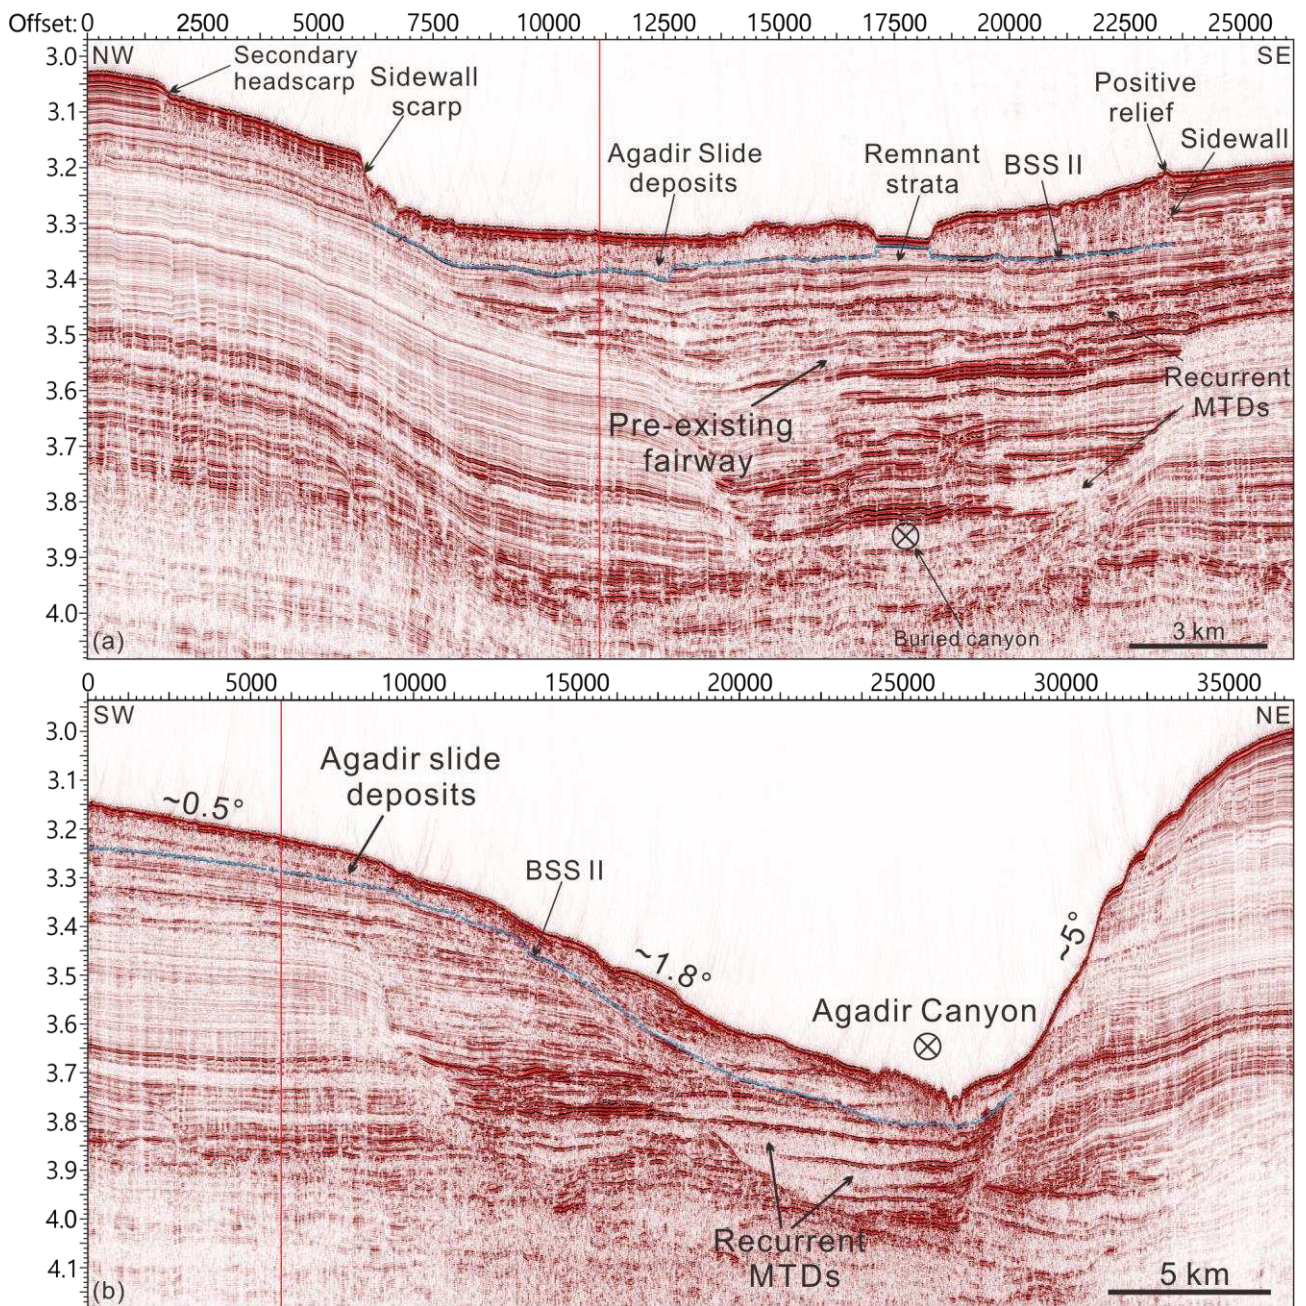 Offset: 0 2500 5000 7500 10000 12500 15000 17500 20000 22500 25000
NW
SE
Secondary
headscarp
Sidewall
scarp
Agadir Slide
deposits
Remnant
strata
BSS II
Positive
relief
Sidewall
3.0
3.1
3.2
3.3
3.4
3.5
3.6
3.7
3.8
3.9
4.0
Pre-existing
fairway
Recurrent
MTDs
Buried canyon
3 km
(a)
0 5000 10000 15000 20000 25000 30000 35000
SW
NE
3.0
3.1
3.2
3.3
3.4
3.5
3.6
3.7
3.8
3.9
4.0
4.1
Agadir slide
deposits
~0.5°
BSS II
~1.8°
~5°
Agadir Canyon
Recurrent
MTDs
5 km
(b)